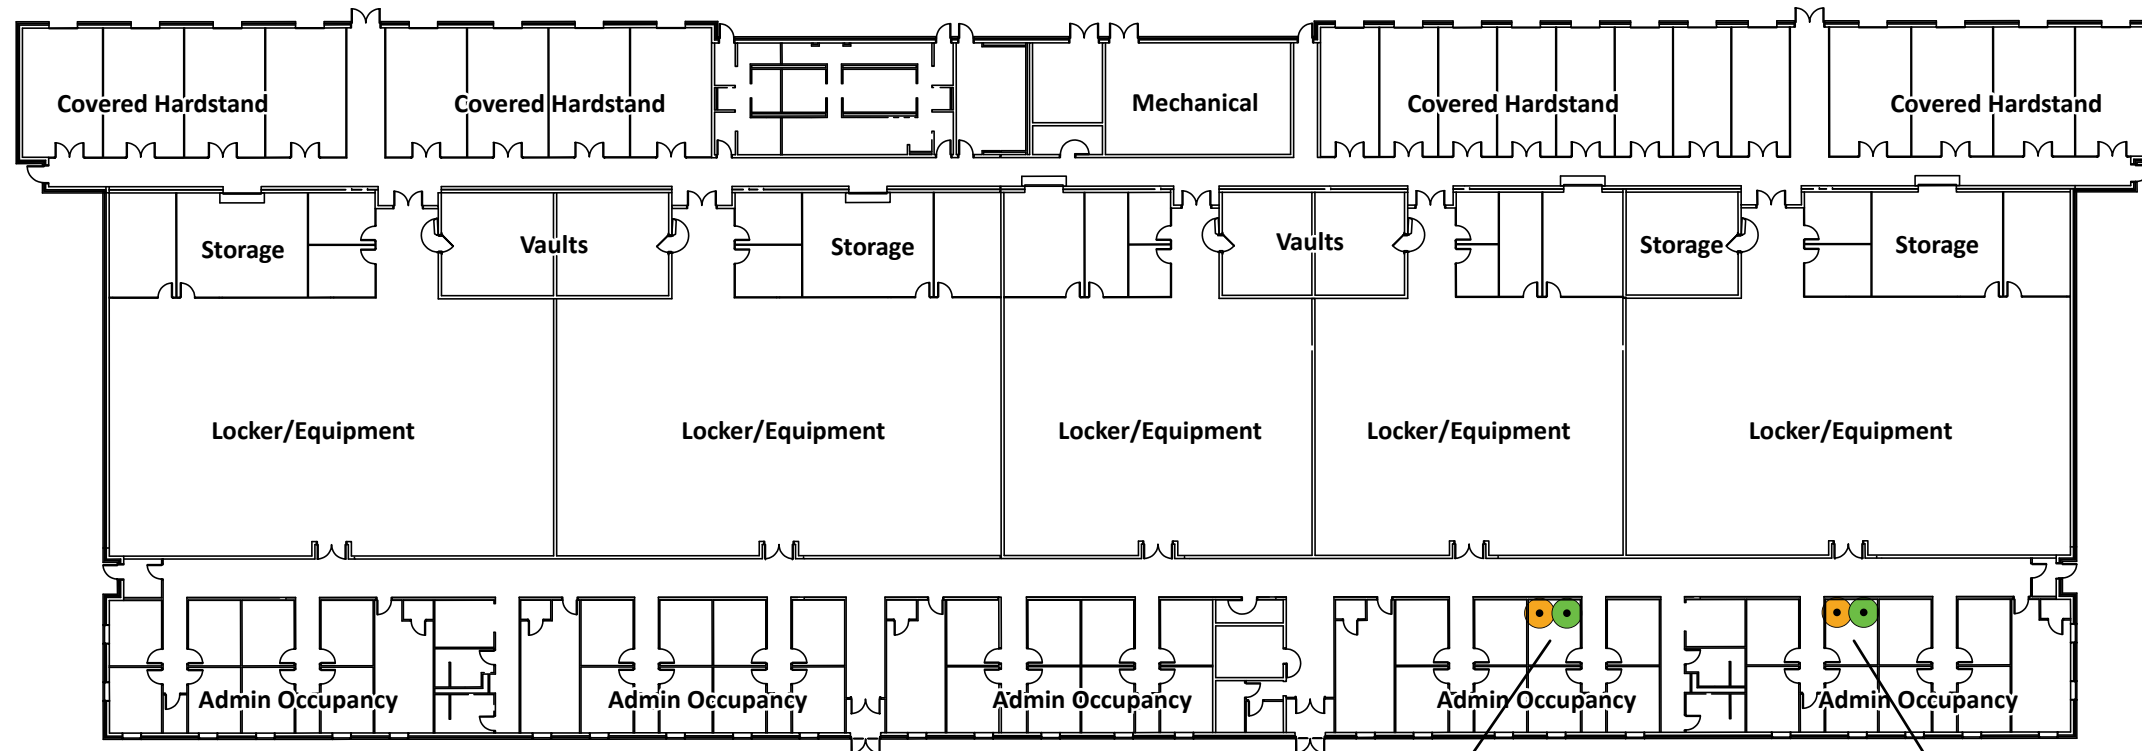 Covered Hardstand
Covered Hardstand
Mechanical
Covered Hardstand
Covered Hardstand
Storage
Vaults
Storage
Vaults
Storage
Storage
Locker/Equipment
Locker/Equipment
Locker/Equipment
Locker/Equipment
Locker/Equipment
Admin Occupancy
Admin Occupancy
Admin Occupancy
Admin Occupancy
Admin Occupancy